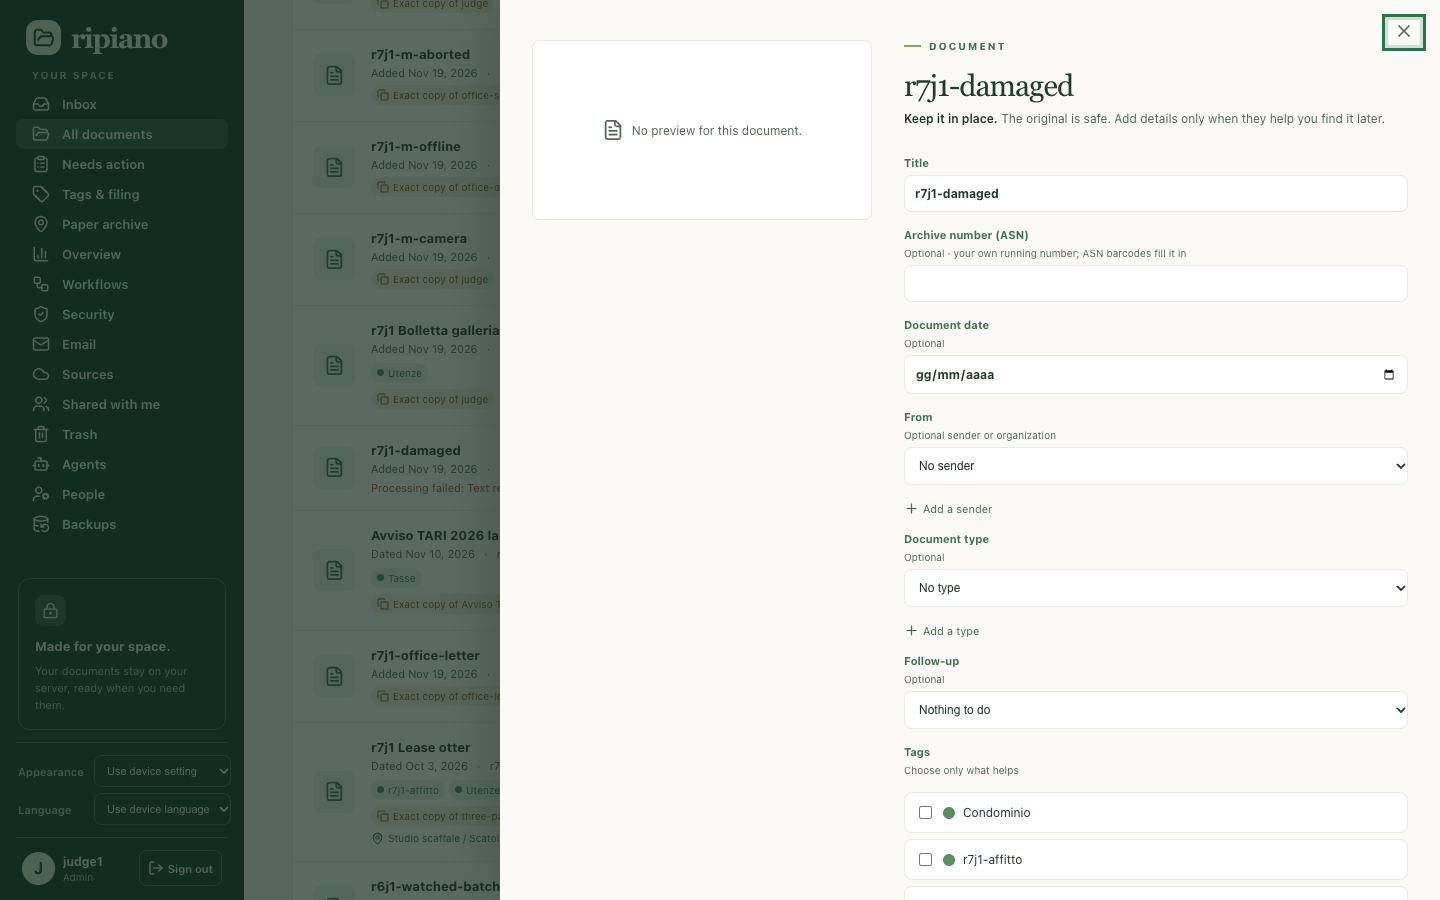 ripiano
YOUR SPACE
Inbox
All documents
Needs action
Tags & filing
Paper archive
Overview
Workflows
Security
Email
Sources
Shared with me
Trash
Agents
People
Backups
Made for your space.
Your documents stay on your
server, ready when you need
them.
Appearance
Use device setting
Language
Use device language
J
judge1
Admin
Sign out
Exact copy of judge
r7j1-m-aborted
Added Nov 19, 2026 ·
Exact copy of office-s
r7j1-m-offline
Added Nov 19, 2026 ·
Exact copy of office-o
r7j1-m-camera
Added Nov 19, 2026 ·
Exact copy of judge
r7j1 Bolletta galleria
Added Nov 19, 2026 ·
Utenze
Exact copy of judge
r7j1-damaged
Added Nov 19, 2026 ·
Processing failed: Text re
Avviso TARI 2026 la
Dated Nov 10, 2026 · r
Tasse
Exact copy of Avviso T
r7j1-office-letter
Added Nov 19, 2026 ·
Exact copy of office-le
r7j1 Lease otter
Dated Oct 3, 2026 · r7
r7j1-affitto
Utenze
Exact copy of three-pa
Studio scaffale / Scatol
r6j1-watched-batch
No preview for this document.
DOCUMENT
r7j1-damaged
Keep it in place. The original is safe. Add details only when they help you find it later.
Title
r7j1-damaged
Archive number (ASN)
Optional · your own running number; ASN barcodes fill it in
Document date
Optional
gg/mm/aaaa
From
Optional sender or organization
No sender
Add a sender
Document type
Optional
No type
Add a type
Follow-up
Optional
Nothing to do
Tags
Choose only what helps
Condominio
r7j1-affitto